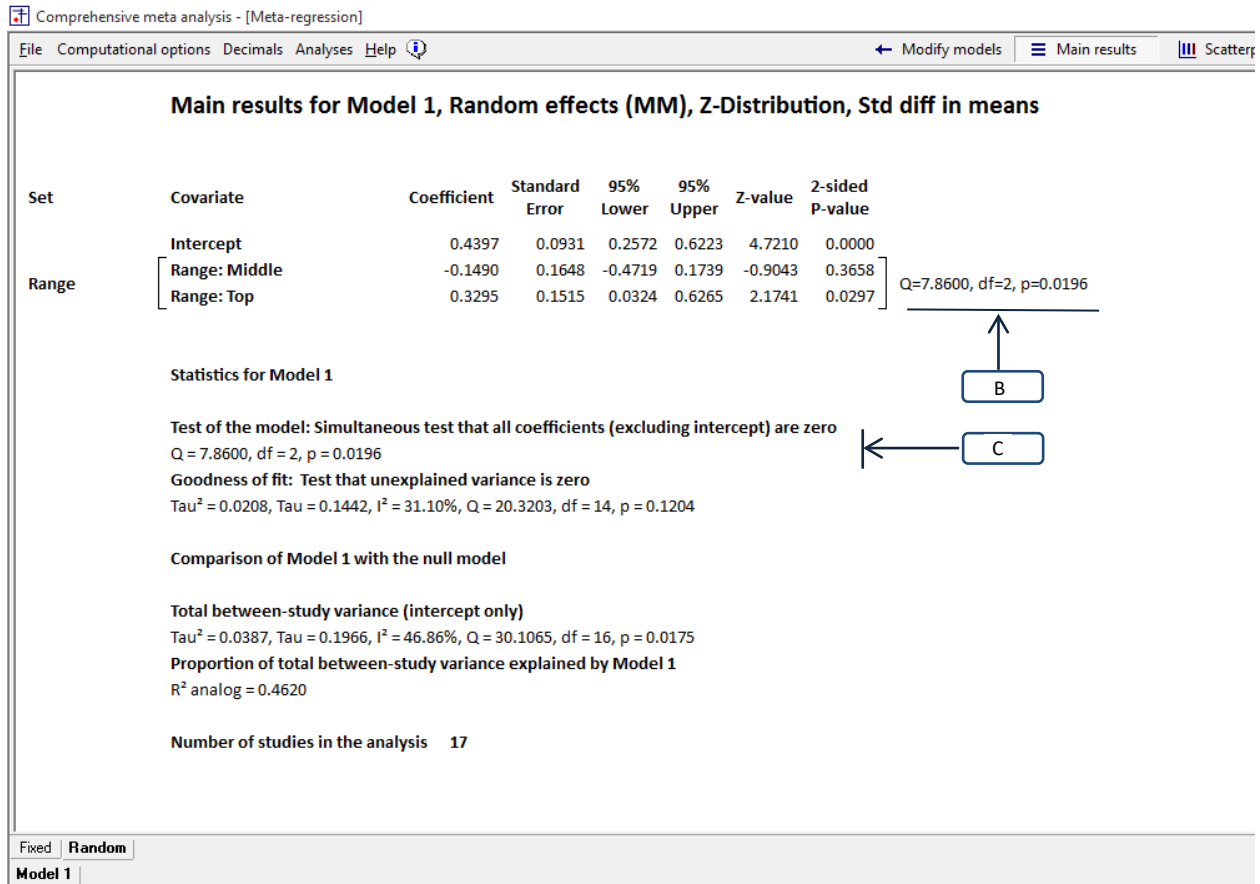 Comprehensive meta analysis - [Meta-regression]
File Computational options Decimals Analyses Help Modify models Main results
Main results for Model 1, Random effects (MM), Z-Distribution, Std diff in means
Set Covariate Coefficient Standard Error 95% Lower 95% Upper Z-value 2-sided P-value
Intercept 0.4397 0.0931 0.2572 0.6223 4.7210 0.0000
Range
Range: Middle -0.1490 0.1648 -0.4719 0.1739 -0.9043 0.3658
Range: Top 0.3295 0.1515 0.0324 0.6265 2.1741 0.0297
Q=7.8600, df=2, p=0.0196
B
Statistics for Model 1
Test of the model: Simultaneous test that all coefficients (excluding intercept) are zero
C
Q = 7.8600, df = 2, p = 0.0196
Goodness of fit: Test that unexplained variance is zero
Tau² = 0.0208, Tau = 0.1442, I² = 31.10%, Q = 20.3203, df = 14, p = 0.1204
Comparison of Model 1 with the null model
Total between-study variance (intercept only)
Tau² = 0.0387, Tau = 0.1966, I² = 46.86%, Q = 30.1065, df = 16, p = 0.0175
Proportion of total between-study variance explained by Model 1
R² analog = 0.4620
Number of studies in the analysis 17
Fixed Random
Model 1